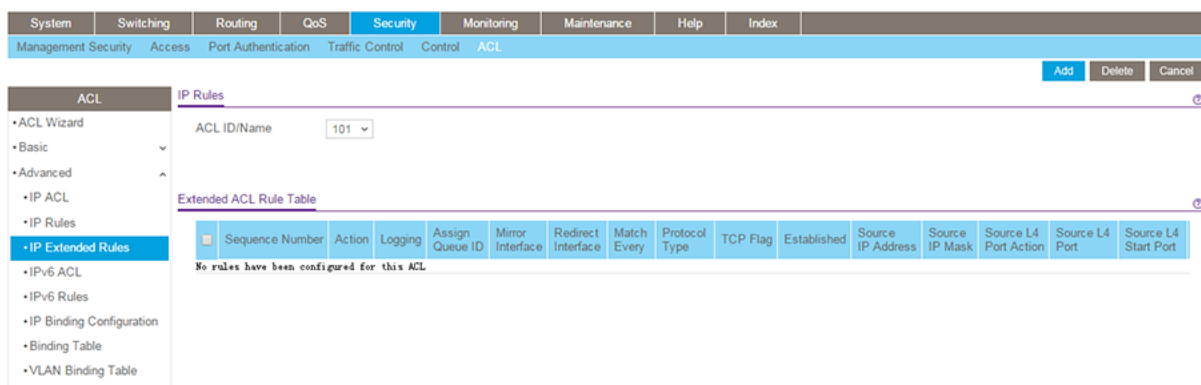 System Switching Routing QoS Security Monitoring Maintenance Help Index
Management Security Access Port Authentication Traffic Control Control ACL
Add Delete Cancel
ACL
• ACL Wizard
• Basic
• Advanced
• IP ACL
• IP Rules
• IP Extended Rules
• IPv6 ACL
• IPv6 Rules
• IP Binding Configuration
• Binding Table
• VLAN Binding Table
IP Rules
ACL ID/Name 101
Extended ACL Rule Table
Sequence Number Action Logging Assign Queue ID Mirror Interface Redirect Interface Match Every Protocol Type TCP Flag Established Source IP Address Source IP Mask Source L4 Port Action Source L4 Port Source L4 Start Port
No rules have been configured for this ACL